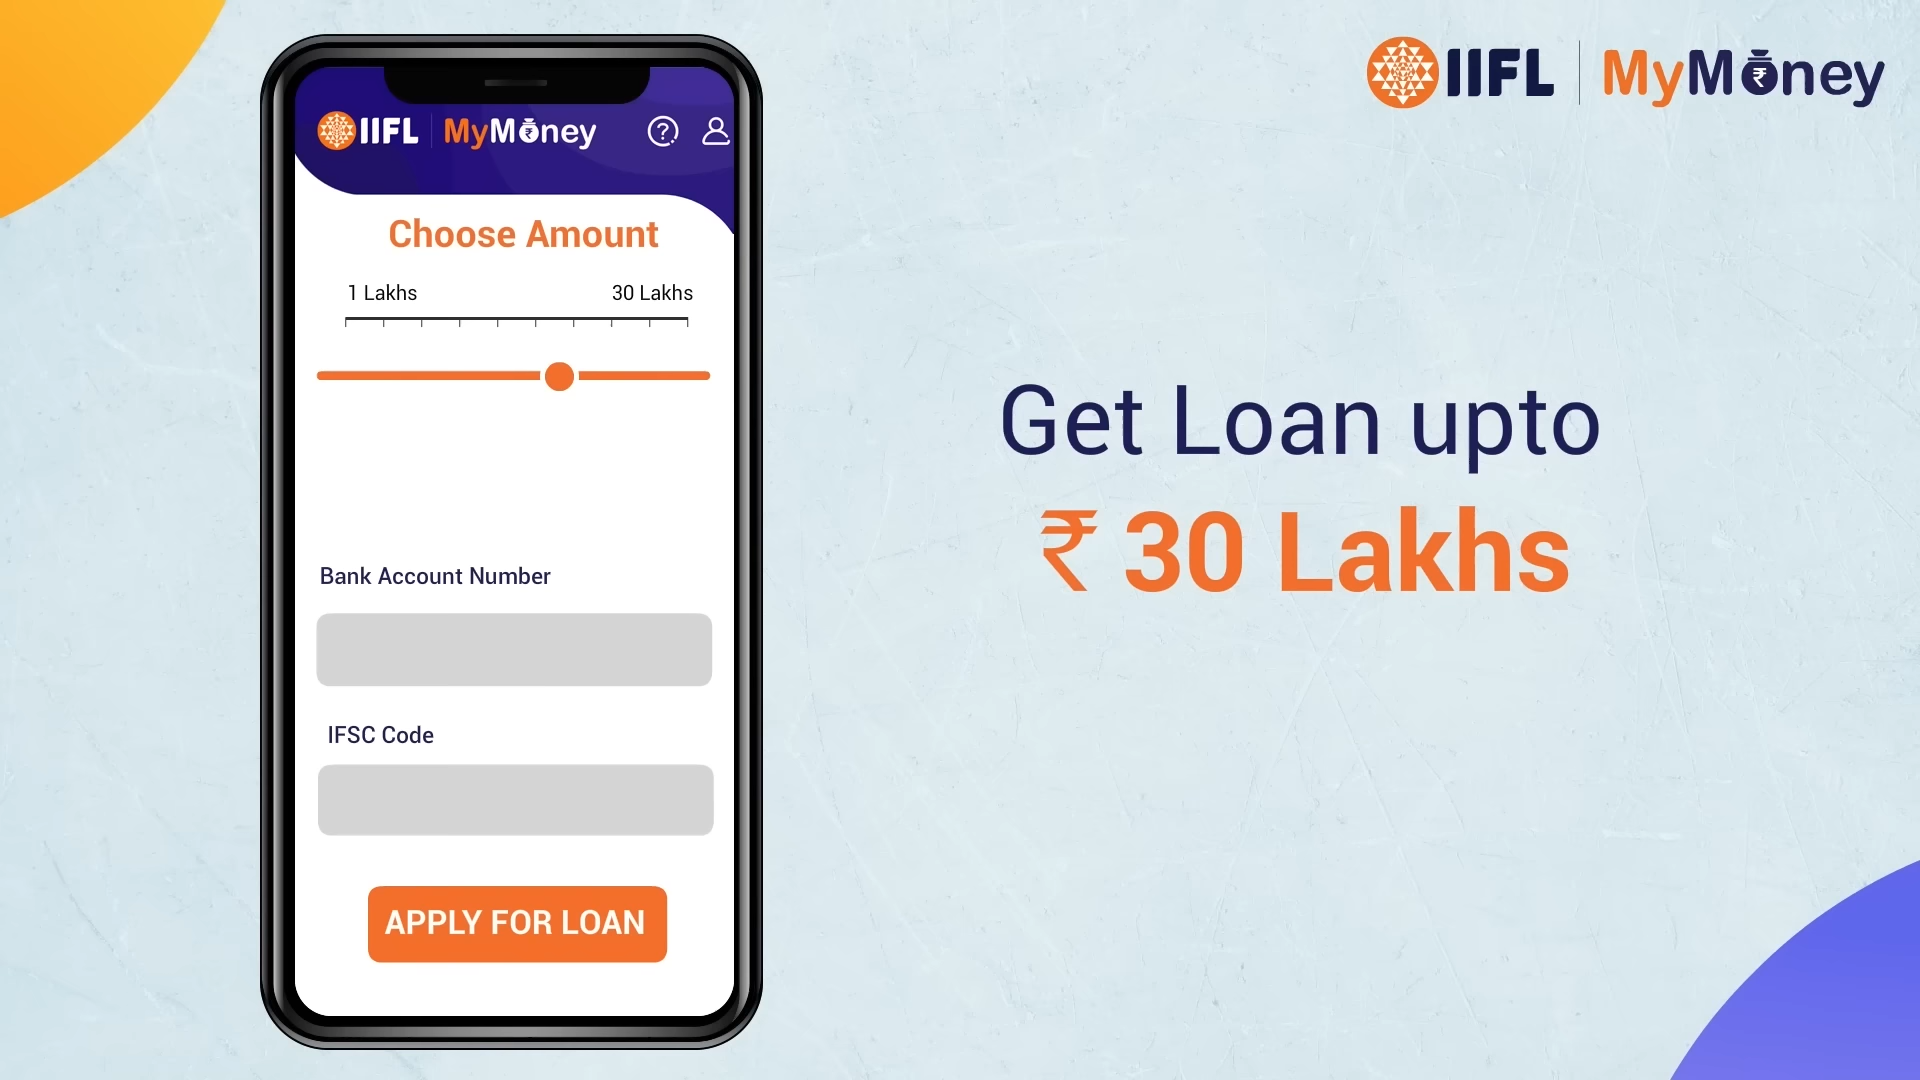 IIFL MyMoney
Choose Amount
1 Lakhs 30 Lakhs
Bank Account Number
IFSC Code
APPLY FOR LOAN
IIFL MyMoney
Get Loan upto
₹ 30 Lakhs